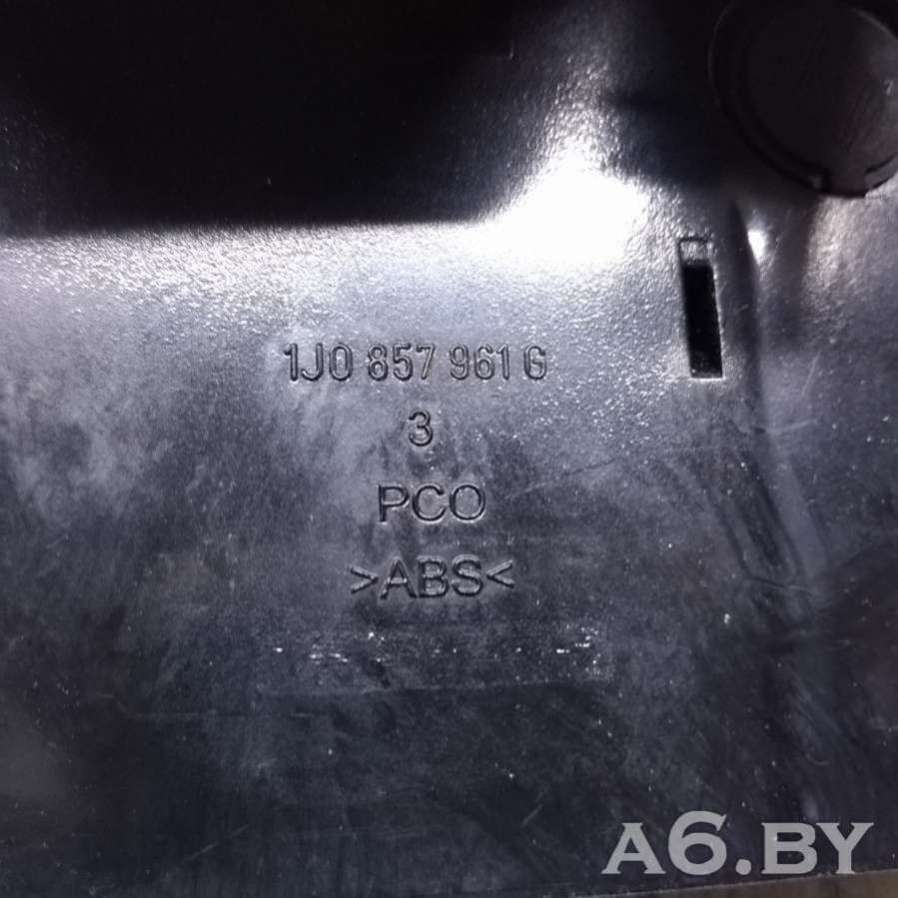 1J0 857 961 G
3
PCO
>ABS<
A6.BY